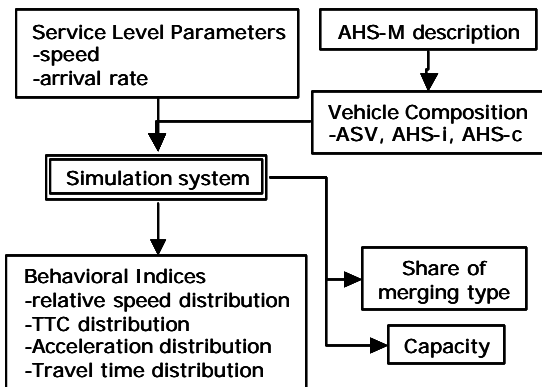 Service Level Parameters
-speed
-arrival rate
AHS-M description
Vehicle Composition
-ASV, AHS-i, AHS-c
Simulation system
Behavioral Indices
-relative speed distribution
-TTC distribution
-Acceleration distribution
-Travel time distribution
Share of
merging type
Capacity